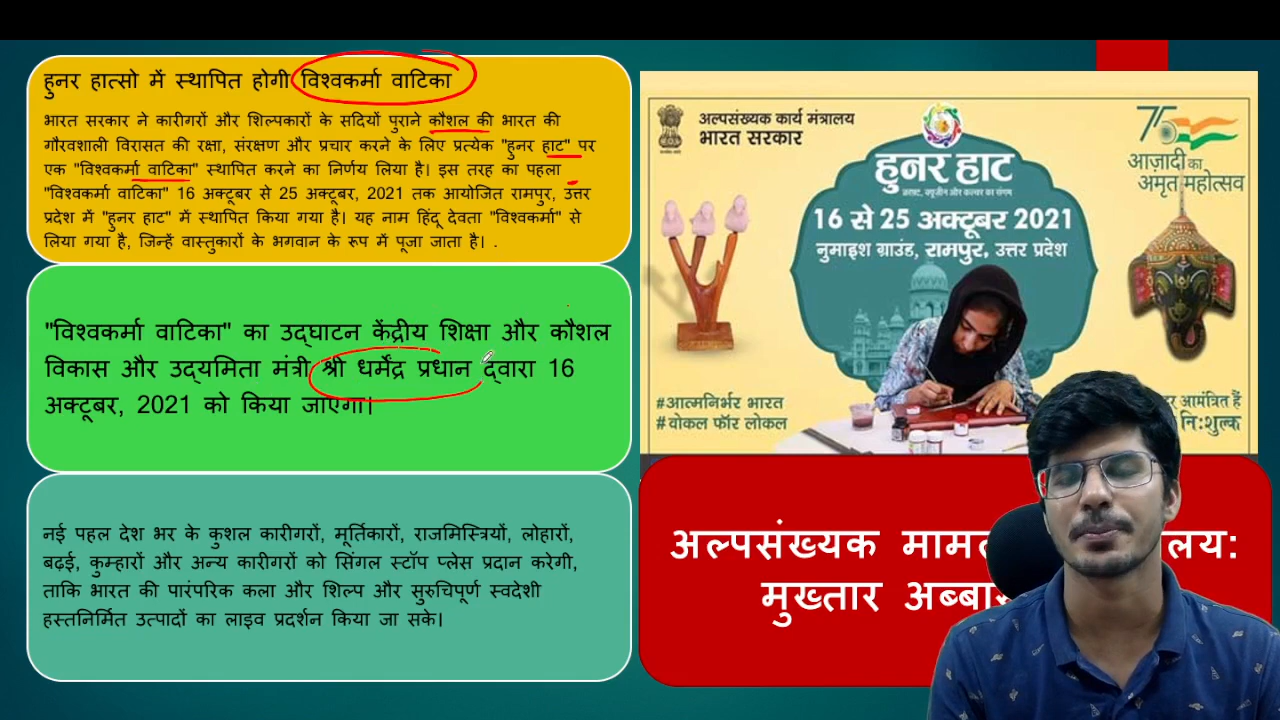 हुनर हात्सो में स्थापित होगी विश्वकर्मा वाटिका
भारत सरकार ने कारीगरों और शिल्पकारों के सदियों पुराने कौशल की भारत की
गौरवशाली विरासत की रक्षा, संरक्षण और प्रचार करने के लिए प्रत्येक "हुनर हाट" पर
एक "विश्वकर्मा वाटिका" स्थापित करने का निर्णय लिया है। इस तरह का पहला
"विश्वकर्मा वाटिका" 16 अक्टूबर से 25 अक्टूबर, 2021 तक आयोजित रामपुर, उत्तर
प्रदेश में "हुनर हाट" में स्थापित किया गया है। यह नाम हिंदू देवता "विश्वकर्मा" से
लिया गया है, जिन्हें वास्तुकारों के भगवान के रूप में पूजा जाता है। .
"विश्वकर्मा वाटिका" का उद्घाटन केंद्रीय शिक्षा और कौशल
विकास और उद्यमिता मंत्री श्री धर्मेंद्र प्रधान द्वारा 16
अक्टूबर, 2021 को किया जाएगा।
नई पहल देश भर के कुशल कारीगरों, मूर्तिकारों, राजमिस्त्रियों, लोहारों,
बढ़ई, कुम्हारों और अन्य कारीगरों को सिंगल स्टॉप प्लेस प्रदान करेगी,
ताकि भारत की पारंपरिक कला और शिल्प और सुरुचिपूर्ण स्वदेशी
हस्तनिर्मित उत्पादों का लाइव प्रदर्शन किया जा सके।
अल्पसंख्यक कार्य मंत्रालय
भारत सरकार
हुनर हाट
क्राफ्ट, क्यूज़ीन और कल्चर का संगम
16 से 25 अक्टूबर 2021
नुमाइश ग्राउंड, रामपुर, उत्तर प्रदेश
75
आज़ादी का
अमृत महोत्सव
#आत्मनिर्भर भारत
#वोकल फॉर लोकल
आमंत्रित हैं
नि:शुल्क
अल्पसंख्यक
मुख्तार